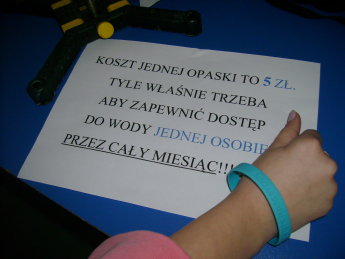 KOSZT JEDNEJ OPASKI TO 5 ZŁ.
TYLE WŁAŚNIE TRZEBA
ABY ZAPEWNIĆ DOSTĘP
DO WODY JEDNEJ OSOBIE
PRZEZ CAŁY MIESIĄC!!!